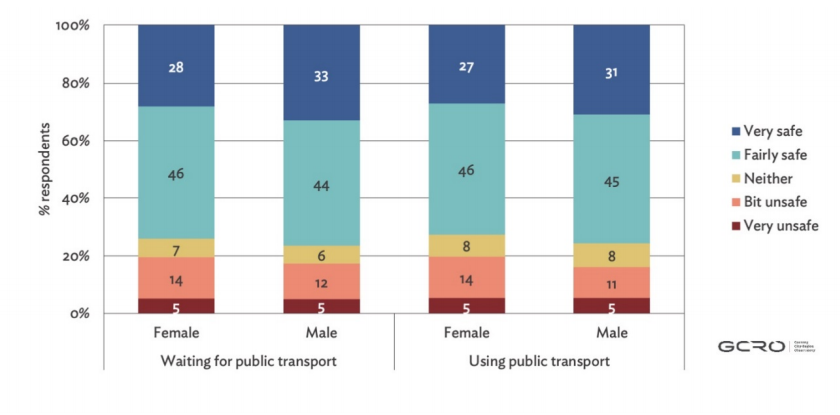 100%
80%
60%
40%
20%
0%
% respondents
28
46
7
14
5
33
44
6
12
5
27
46
8
14
5
31
45
8
11
5
Female
Male
Female
Male
Waiting for public transport
Using public transport
Very safe
Fairly safe
Neither
Bit unsafe
Very unsafe
GCRO